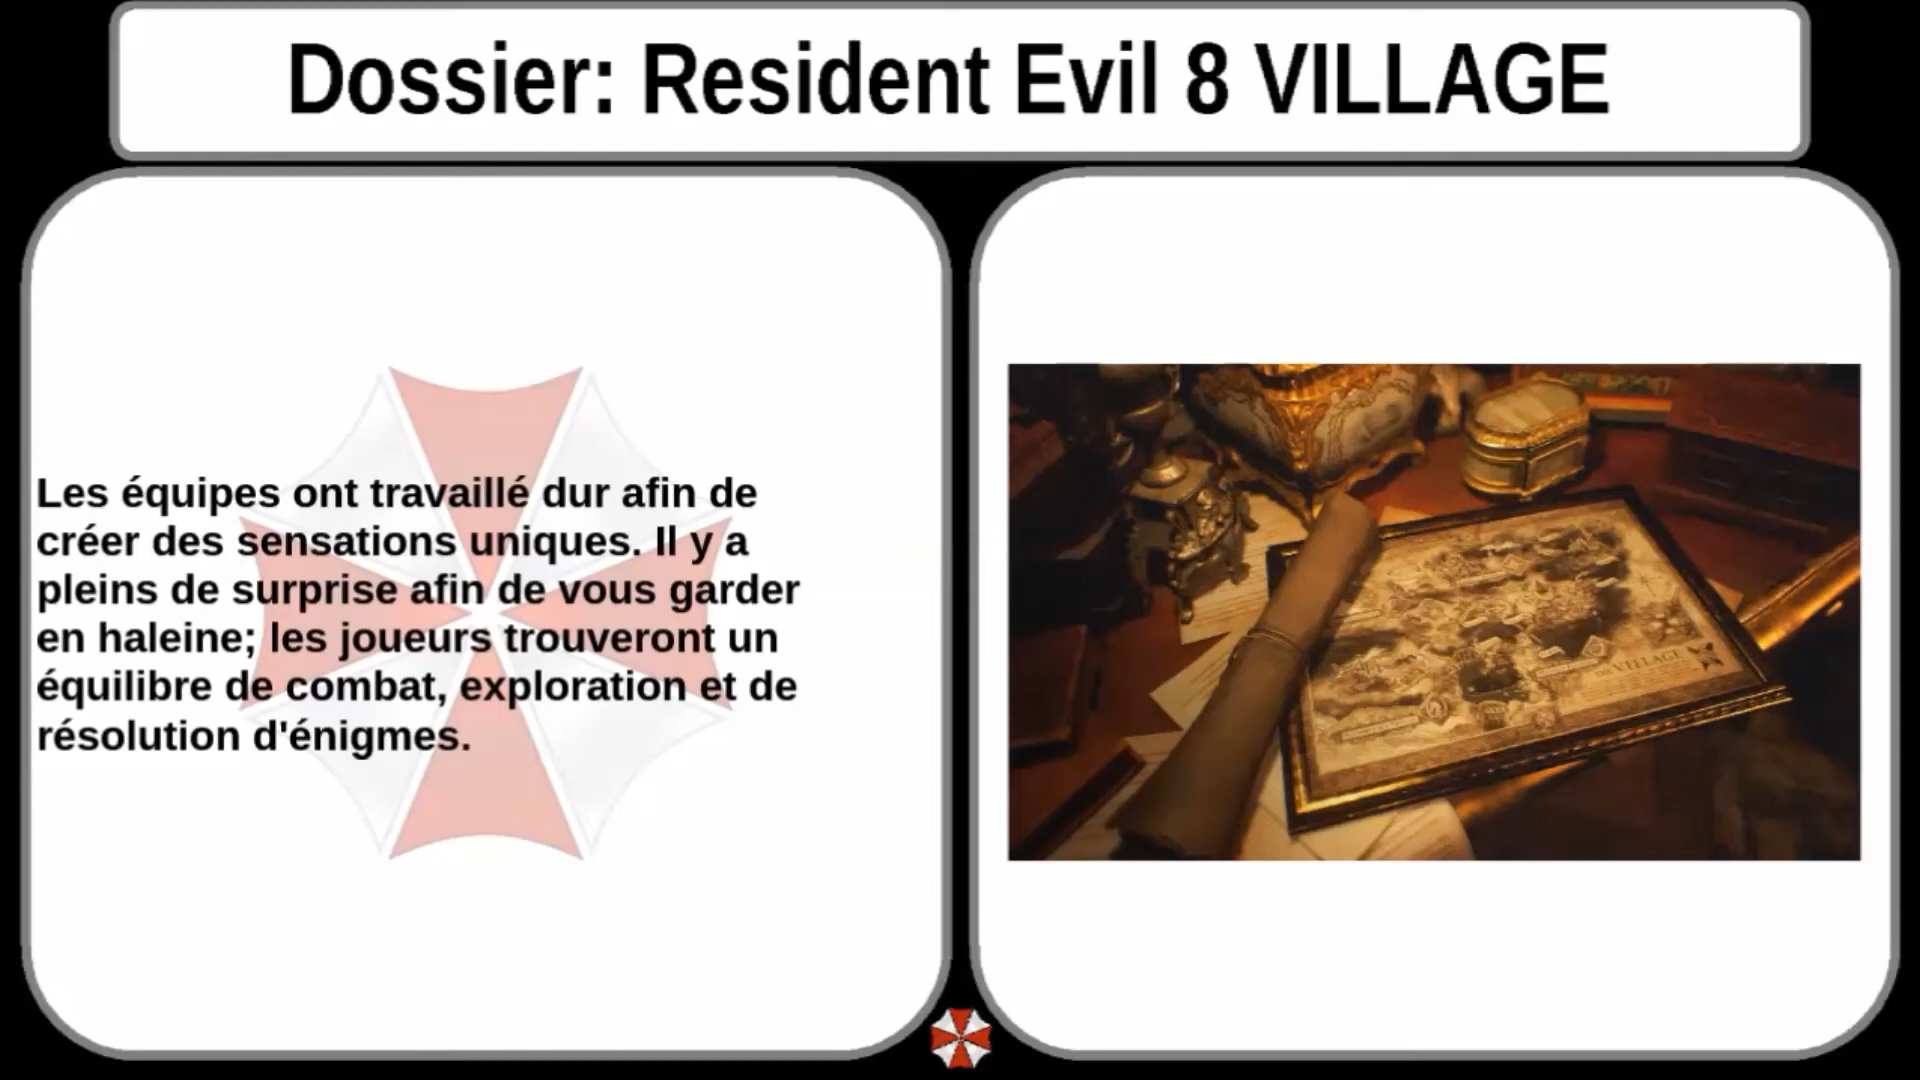 Dossier: Resident Evil 8 VILLAGE
Les équipes ont travaillé dur afin de
créer des sensations uniques. Il y a
pleins de surprise afin de vous garder
en haleine; les joueurs trouveront un
équilibre de combat, exploration et de
résolution d'énigmes.
VILLAGE